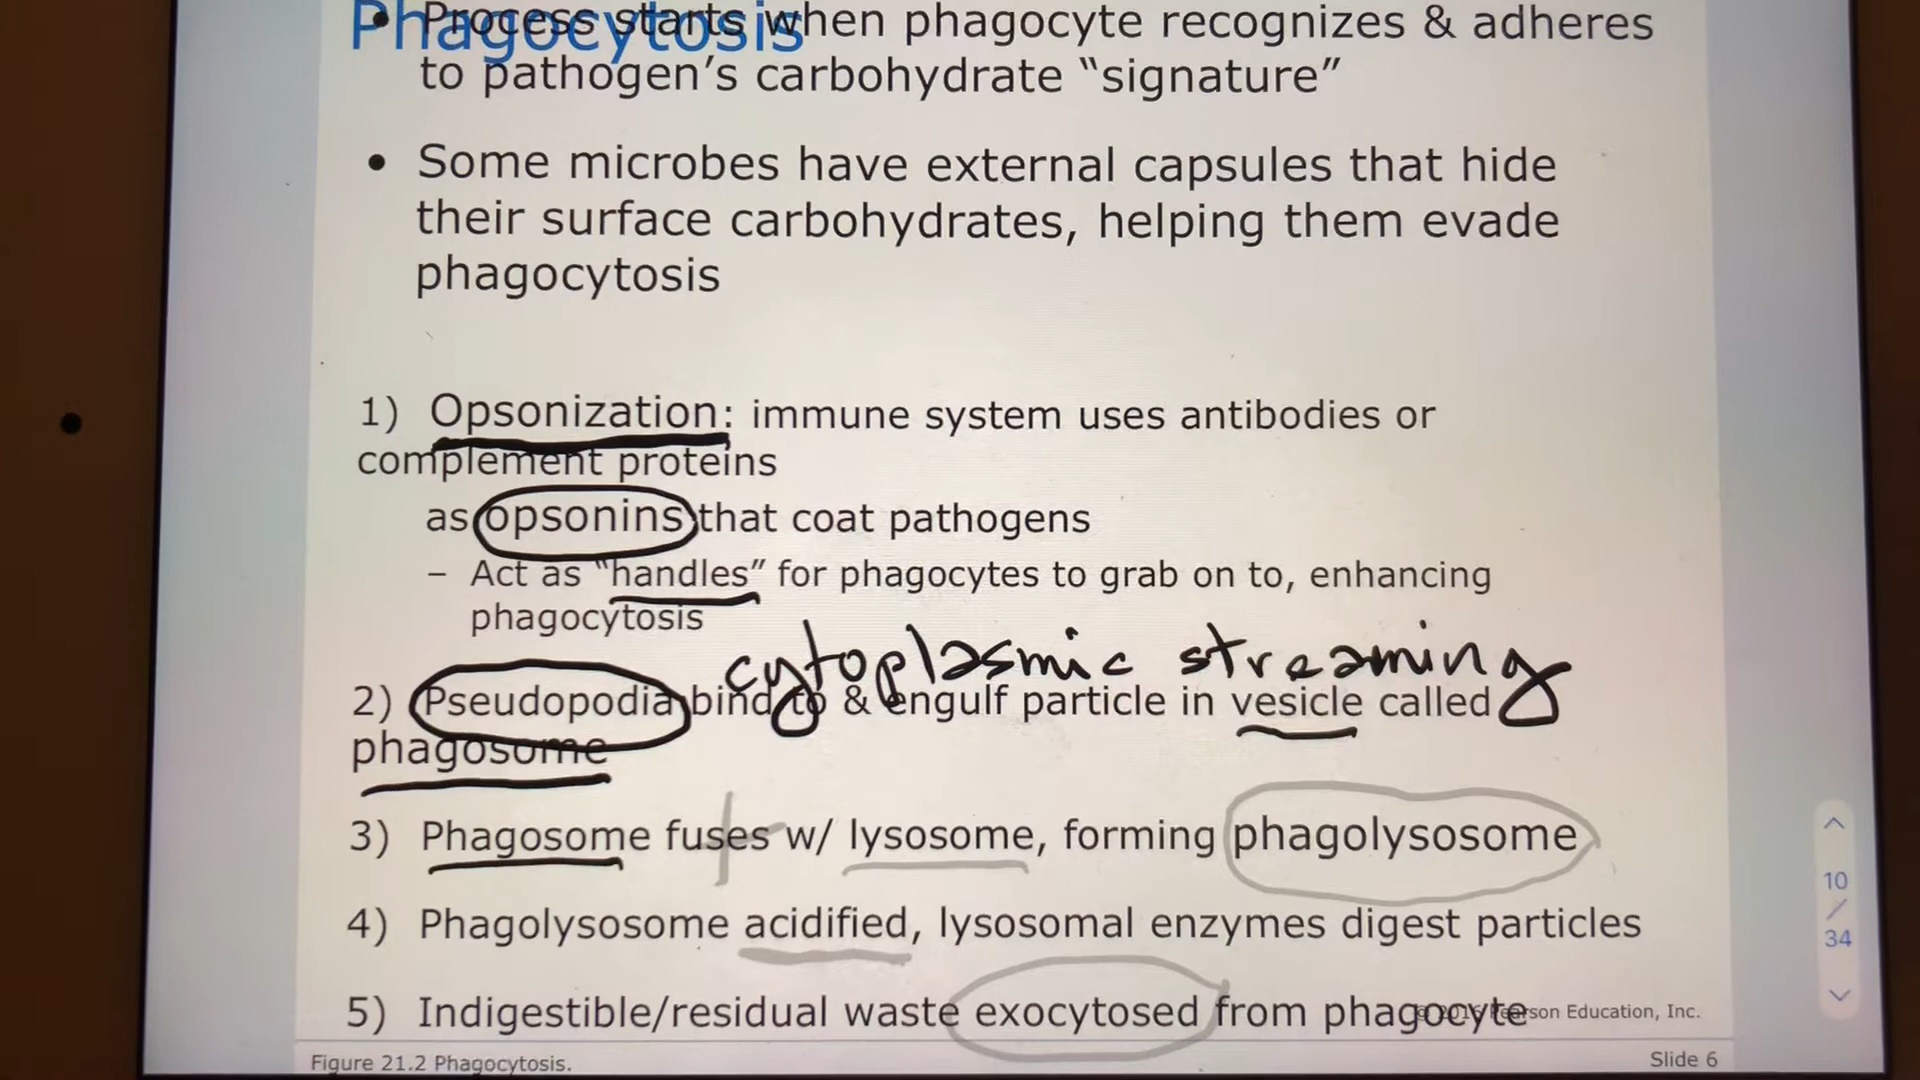 Phagocytosis
• Process starts when phagocyte recognizes & adheres
to pathogen's carbohydrate “signature”
• Some microbes have external capsules that hide
their surface carbohydrates, helping them evade
phagocytosis
1) Opsonization: immune system uses antibodies or
complement proteins
as opsonins that coat pathogens
– Act as “handles” for phagocytes to grab on to, enhancing
phagocytosis
cytoplasmic streaming
2) Pseudopodia bind to & engulf particle in vesicle called
phagosome
3) Phagosome fuses w/ lysosome, forming phagolysosome
+
4) Phagolysosome acidified, lysosomal enzymes digest particles
5) Indigestible/residual waste exocytosed from phagocyte
© 2016 Pearson Education, Inc.
Figure 21.2 Phagocytosis.
Slide 6
10
/
34